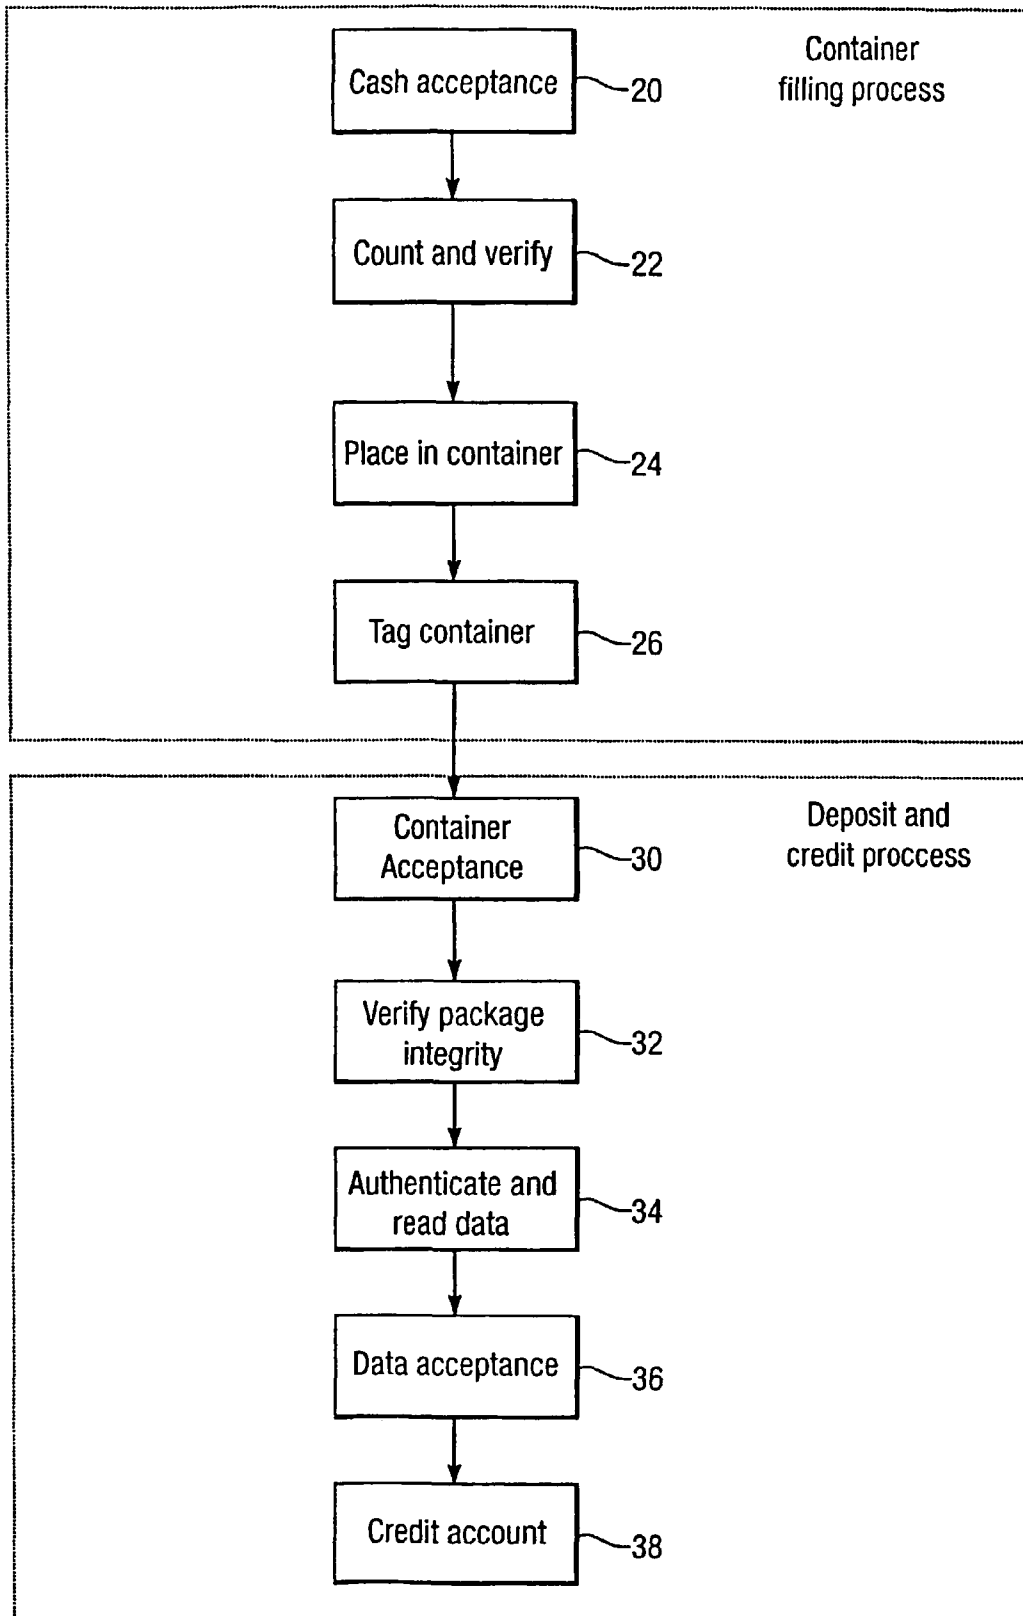 Container
filling process
Cash acceptance
20
Count and verify
22
Place in container
24
Tag container
26
Deposit and
credit proccess
Container
Acceptance
30
Verify package
integrity
32
Authenticate and
read data
34
Data acceptance
36
Credit account
38